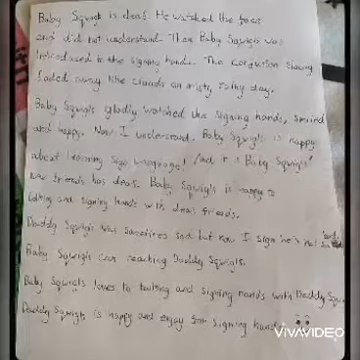 Baby Squigls is deaf. He watched the face
and did not understand. Then Baby Squigls was
introduced to the signing hands. The confusion slowly
faded away like clouds on misty rainy day.
Baby Squigls gladly watched the signing hands, smiled
and happy. Now I understand. Baby Squigls is happy
about learning Sign Language! And Baby Squigls'
new friends has deaf. Baby Squigls is happy to
talking and signing hands with deaf friends.
Daddy Squigls was sometimes sad but now I sign he's not
Baby Squigls can Daddy Squigls.
Baby Squigls loves to talking and signing hands with Daddy
Daddy Squigls is happy and enjoy for signing hands
VIVAVIDEO